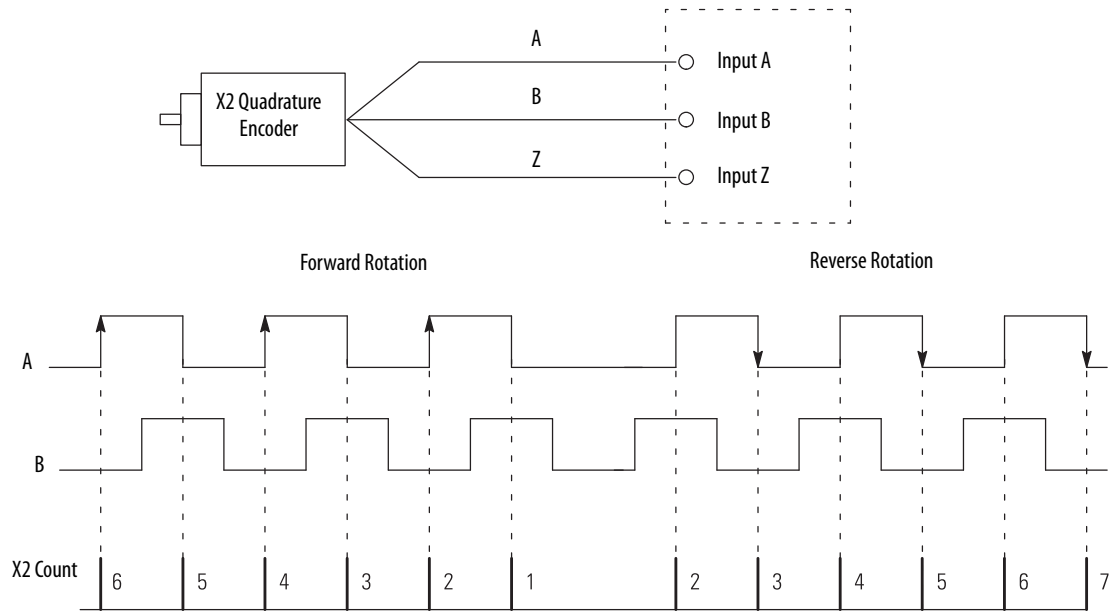 A
Input A
X2 Quadrature
Encoder
B
Input B
Z
Input Z
Forward Rotation
Reverse Rotation
A
B
X2 Count
6 5 4 3 2 1 2 3 4 5 6 7